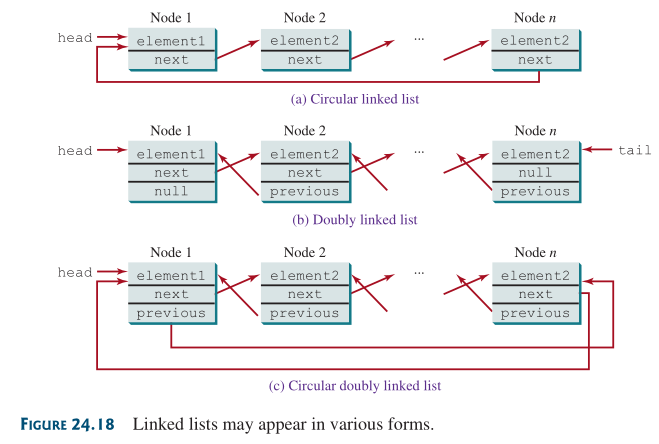 Node 1 Node 2 Node n
head element1 element2 ... element2
next next next
(a) Circular linked list
Node 1 Node 2 Node n
head element1 element2 ... element2 tail
next next null
null previous previous
(b) Doubly linked list
Node 1 Node 2 Node n
head element1 element2 ... element2
next next next
previous previous previous
(c) Circular doubly linked list
FIGURE 24.18 Linked lists may appear in various forms.